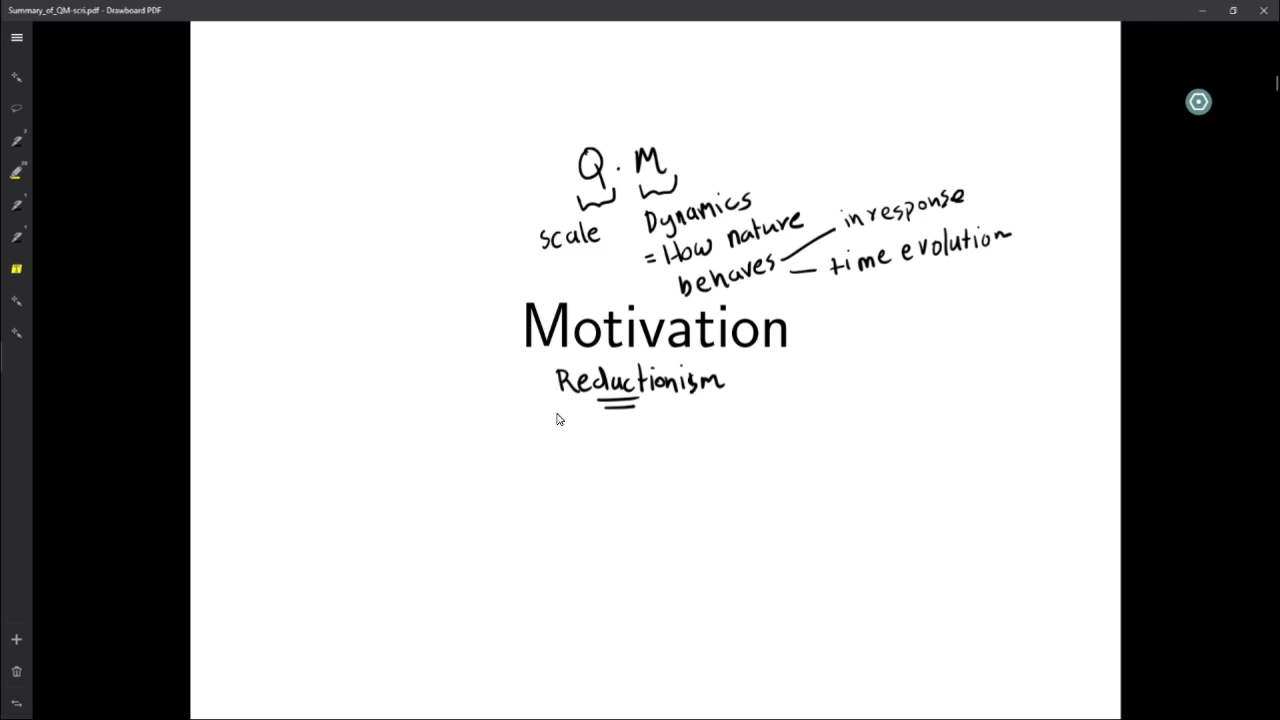 Summary_of_QM-scri.pdf - Drawboard PDF
Q.M
scale
Dynamics
= How nature
behaves
in response
time evolution
Motivation
Reductionism